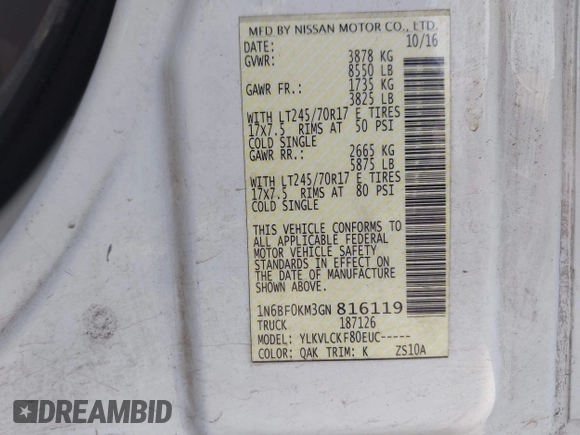 MFD BY NISSAN MOTOR CO., LTD.
DATE: 10/16
GVWR: 3878 KG
8550 LB
GAWR FR.: 1735 KG
3825 LB
WITH LT245/70R17 E TIRES
17X7.5 RIMS AT 50 PSI
COLD SINGLE
GAWR RR.: 2665 KG
5875 LB
WITH LT245/70R17 E TIRES
17X7.5 RIMS AT 80 PSI
COLD SINGLE
THIS VEHICLE CONFORMS TO
ALL APPLICABLE FEDERAL
MOTOR VEHICLE SAFETY
STANDARDS IN EFFECT ON
THE DATE OF MANUFACTURE
SHOWN ABOVE.
1N6BF0KM3GN 816119
TRUCK 187126
MODEL: YLKVLCKF80EUC-----
COLOR: QAK TRIM: K ZS10A
DREAMBID